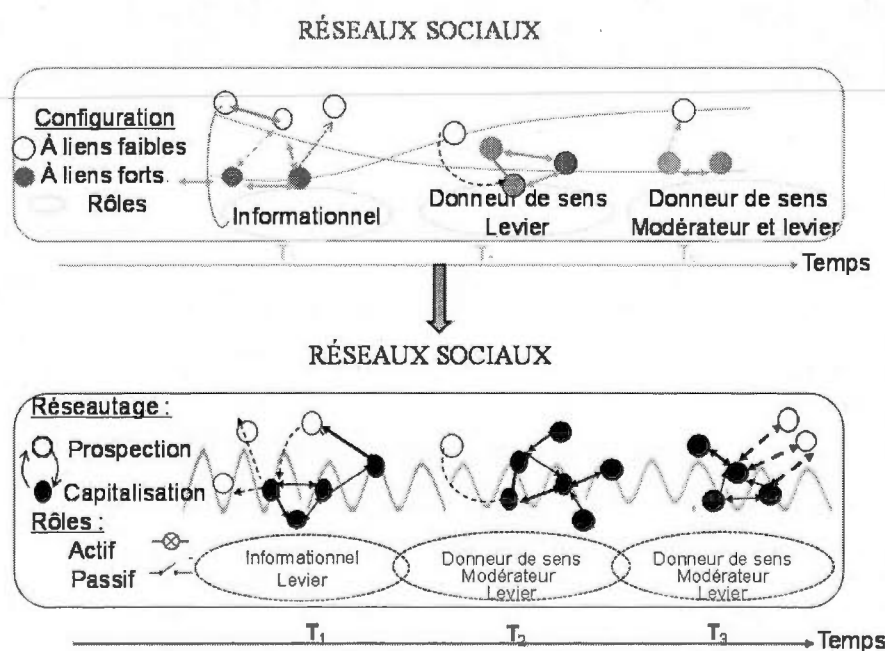 RÉSEAUX SOCIAUX
Configuration
À liens faibles
À liens forts
Rôles
Informationnel
Donneur de sens
Levier
Donneur de sens
Modérateur et levier
T
T
T
Temps
RÉSEAUX SOCIAUX
Réseautage :
Prospection
Capitalisation
Rôles :
Actif
Passif
Informationnel
Levier
Donneur de sens
Modérateur
Levier
Donneur de sens
Modérateur
Levier
T₁
T₂
T₃
Temps